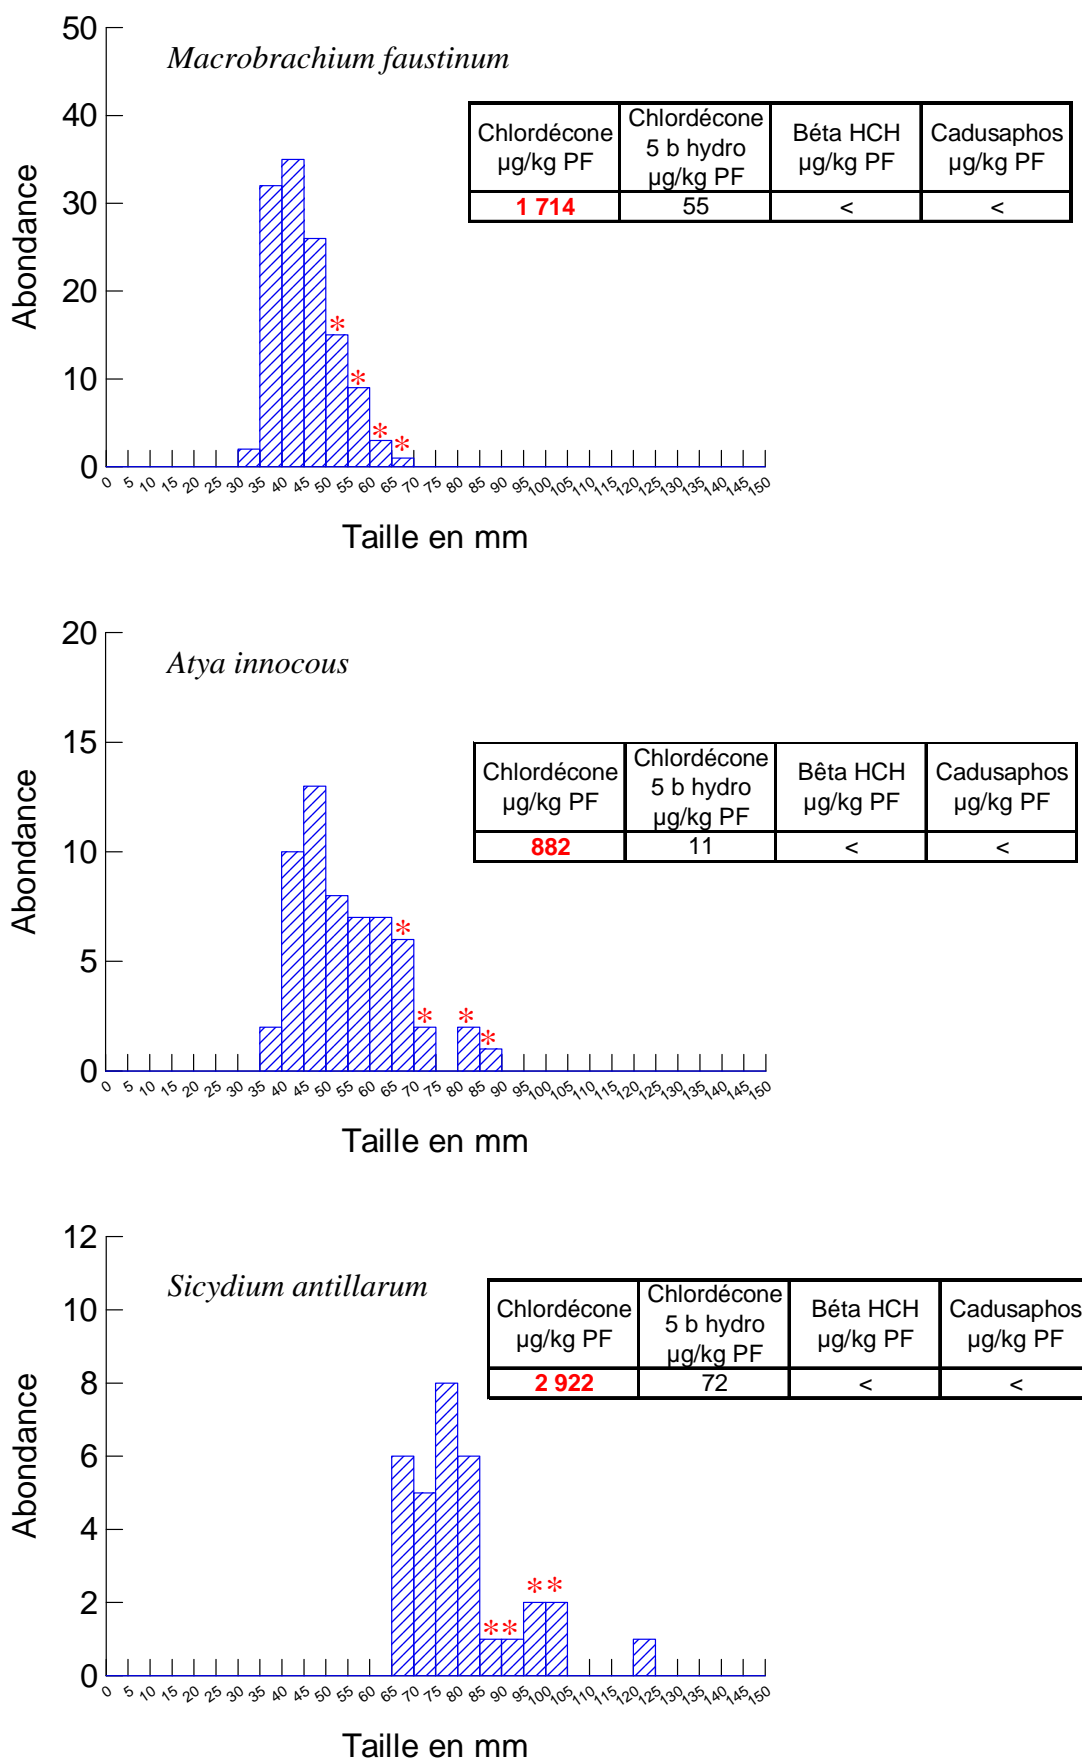 Macrobrachium faustinum
Chlordécone µg/kg PF
Chlordécone 5 b hydro µg/kg PF
Béta HCH µg/kg PF
Cadusaphos µg/kg PF
1 714 55 < <
Abondance
50
40
30
20
10
0
* * * *
0 5 10 15 20 25 30 35 40 45 50 55 60 65 70 75 80 85 90 95 100 105 110 115 120 125 130 135 140 145 150
Taille en mm
Atya innocous
Chlordécone µg/kg PF
Chlordécone 5 b hydro µg/kg PF
Bêta HCH µg/kg PF
Cadusaphos µg/kg PF
882 11 < <
Abondance
20
15
10
5
0
* * * *
0 5 10 15 20 25 30 35 40 45 50 55 60 65 70 75 80 85 90 95 100 105 110 115 120 125 130 135 140 145 150
Taille en mm
Sicydium antillarum
Chlordécone µg/kg PF
Chlordécone 5 b hydro µg/kg PF
Béta HCH µg/kg PF
Cadusaphos µg/kg PF
2 922 72 < <
Abondance
12
10
8
6
4
2
0
** **
0 5 10 15 20 25 30 35 40 45 50 55 60 65 70 75 80 85 90 95 100 105 110 115 120 125 130 135 140 145 150
Taille en mm